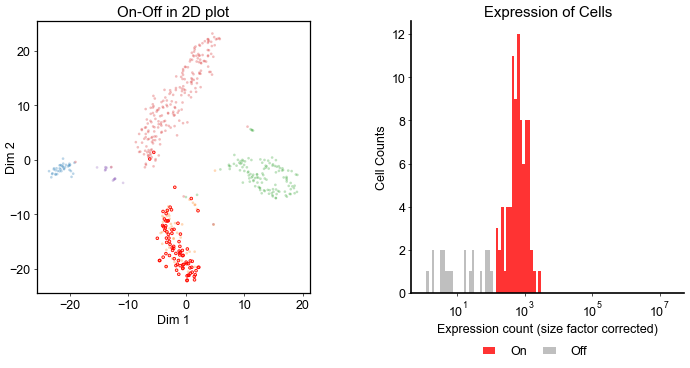 On-Off in 2D plot
Dim 2
20
10
0
−10
−20
−20 −10 0 10 20
Dim 1
Expression of Cells
Cell Counts
12
10
8
6
4
2
0
10^1 10^3 10^5 10^7
Expression count (size factor corrected)
On Off